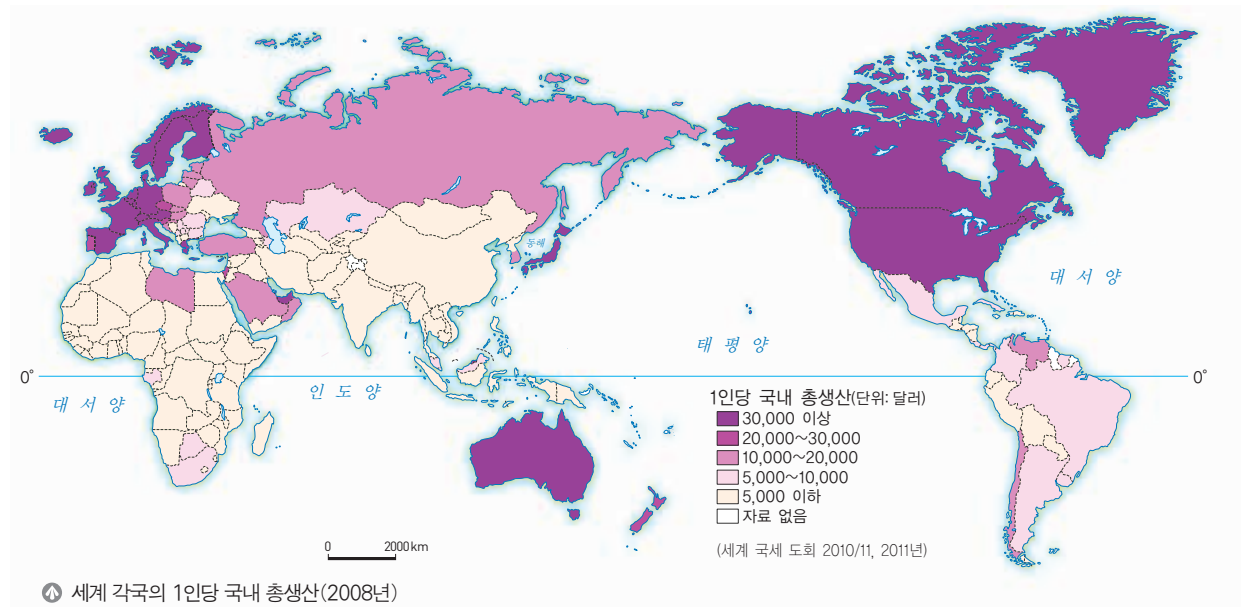 동해
대 서 양
태 평 양
0°
0°
대 서 양
인 도 양
1인당 국내 총생산(단위: 달러)
30,000 이상
20,000~30,000
10,000~20,000
5,000~10,000
5,000 이하
자료 없음
0 2000km
(세계 국세 도회 2010/11, 2011년)
세계 각국의 1인당 국내 총생산(2008년)